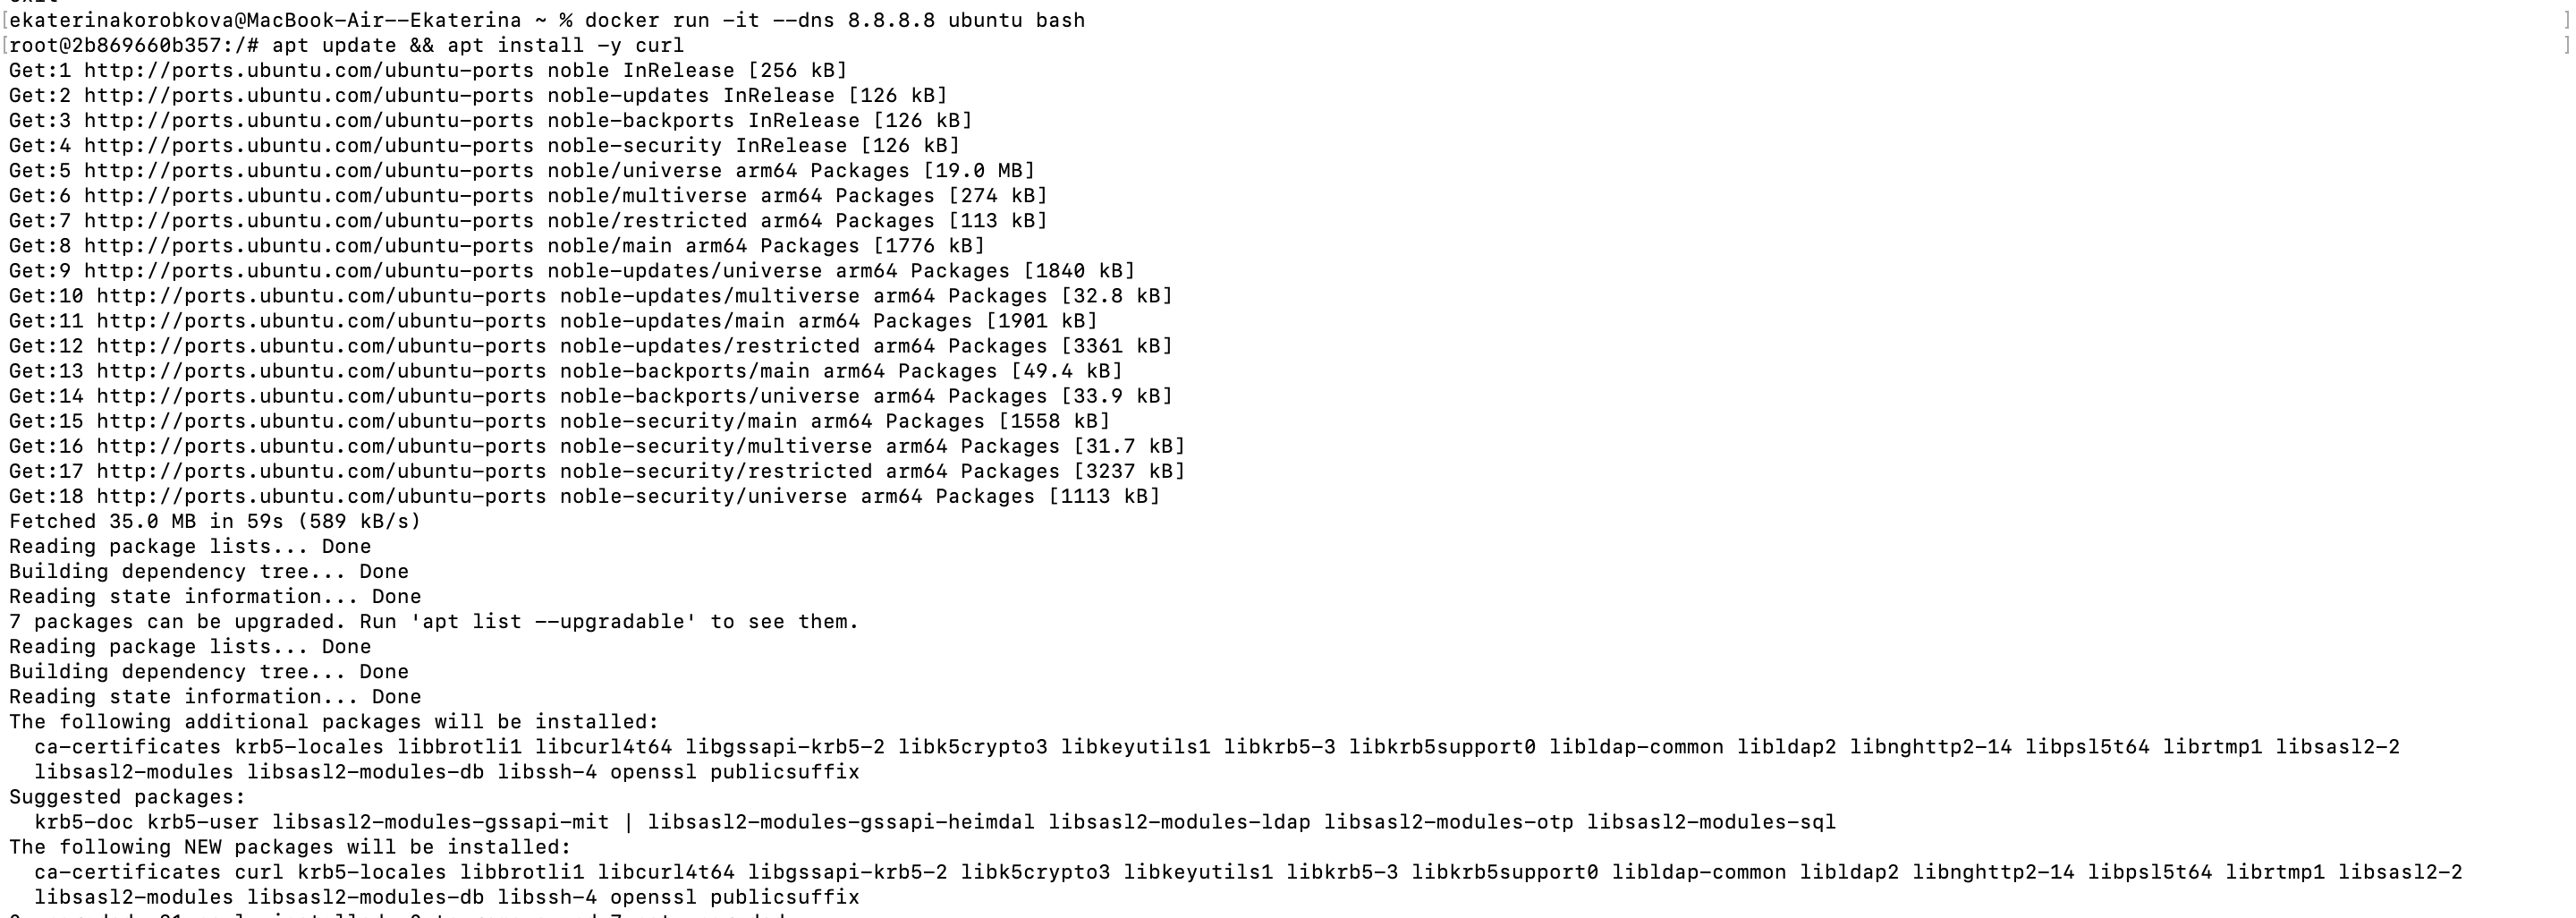 [ekaterinakorobkova@MacBook-Air--Ekaterina ~ % docker run -it --dns 8.8.8.8 ubuntu bash ]
[root@2b869660b357:/# apt update && apt install -y curl ]
Get:1 http://ports.ubuntu.com/ubuntu-ports noble InRelease [256 kB]
Get:2 http://ports.ubuntu.com/ubuntu-ports noble-updates InRelease [126 kB]
Get:3 http://ports.ubuntu.com/ubuntu-ports noble-backports InRelease [126 kB]
Get:4 http://ports.ubuntu.com/ubuntu-ports noble-security InRelease [126 kB]
Get:5 http://ports.ubuntu.com/ubuntu-ports noble/universe arm64 Packages [19.0 MB]
Get:6 http://ports.ubuntu.com/ubuntu-ports noble/multiverse arm64 Packages [274 kB]
Get:7 http://ports.ubuntu.com/ubuntu-ports noble/restricted arm64 Packages [113 kB]
Get:8 http://ports.ubuntu.com/ubuntu-ports noble/main arm64 Packages [1776 kB]
Get:9 http://ports.ubuntu.com/ubuntu-ports noble-updates/universe arm64 Packages [1840 kB]
Get:10 http://ports.ubuntu.com/ubuntu-ports noble-updates/multiverse arm64 Packages [32.8 kB]
Get:11 http://ports.ubuntu.com/ubuntu-ports noble-updates/main arm64 Packages [1901 kB]
Get:12 http://ports.ubuntu.com/ubuntu-ports noble-updates/restricted arm64 Packages [3361 kB]
Get:13 http://ports.ubuntu.com/ubuntu-ports noble-backports/main arm64 Packages [49.4 kB]
Get:14 http://ports.ubuntu.com/ubuntu-ports noble-backports/universe arm64 Packages [33.9 kB]
Get:15 http://ports.ubuntu.com/ubuntu-ports noble-security/main arm64 Packages [1558 kB]
Get:16 http://ports.ubuntu.com/ubuntu-ports noble-security/multiverse arm64 Packages [31.7 kB]
Get:17 http://ports.ubuntu.com/ubuntu-ports noble-security/restricted arm64 Packages [3237 kB]
Get:18 http://ports.ubuntu.com/ubuntu-ports noble-security/universe arm64 Packages [1113 kB]
Fetched 35.0 MB in 59s (589 kB/s)
Reading package lists... Done
Building dependency tree... Done
Reading state information... Done
7 packages can be upgraded. Run 'apt list --upgradable' to see them.
Reading package lists... Done
Building dependency tree... Done
Reading state information... Done
The following additional packages will be installed:
  ca-certificates krb5-locales libbrotli1 libcurl4t64 libgssapi-krb5-2 libk5crypto3 libkeyutils1 libkrb5-3 libkrb5support0 libldap-common libldap2 libnghttp2-14 libpsl5t64 librtmp1 libsasl2-2
  libsasl2-modules libsasl2-modules-db libssh-4 openssl publicsuffix
Suggested packages:
  krb5-doc krb5-user libsasl2-modules-gssapi-mit | libsasl2-modules-gssapi-heimdal libsasl2-modules-ldap libsasl2-modules-otp libsasl2-modules-sql
The following NEW packages will be installed:
  ca-certificates curl krb5-locales libbrotli1 libcurl4t64 libgssapi-krb5-2 libk5crypto3 libkeyutils1 libkrb5-3 libkrb5support0 libldap-common libldap2 libnghttp2-14 libpsl5t64 librtmp1 libsasl2-2
  libsasl2-modules libsasl2-modules-db libssh-4 openssl publicsuffix